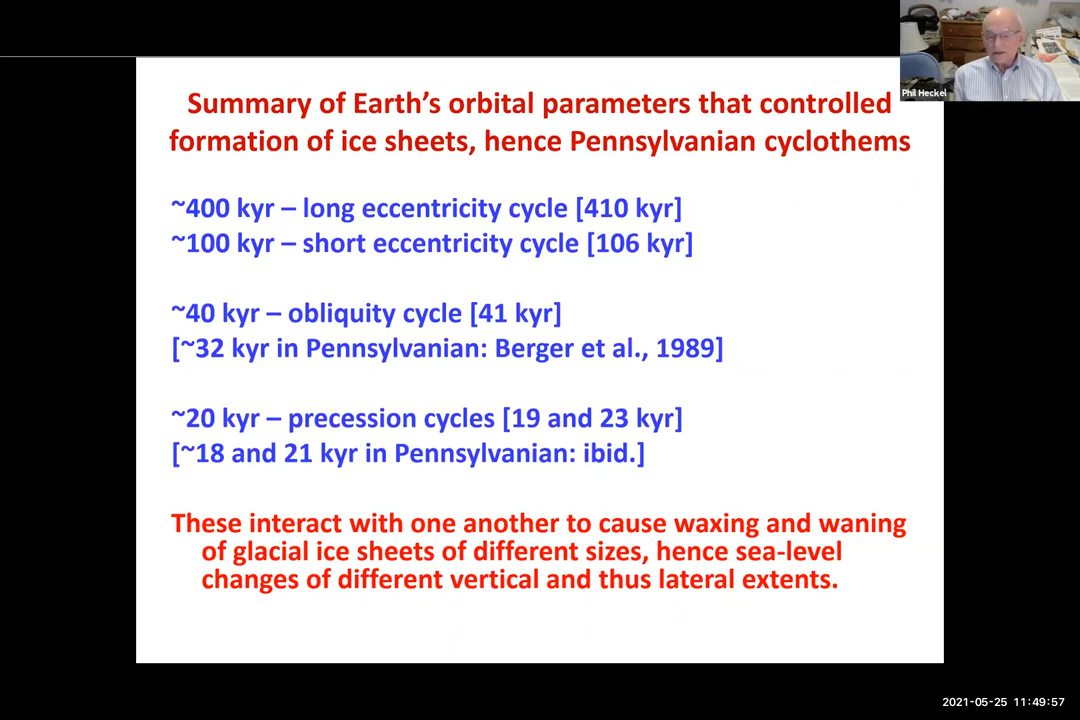 Phil Heckel
Summary of Earth's orbital parameters that controlled
formation of ice sheets, hence Pennsylvanian cyclothems
~400 kyr – long eccentricity cycle [410 kyr]
~100 kyr – short eccentricity cycle [106 kyr]
~40 kyr – obliquity cycle [41 kyr]
[~32 kyr in Pennsylvanian: Berger et al., 1989]
~20 kyr – precession cycles [19 and 23 kyr]
[~18 and 21 kyr in Pennsylvanian: ibid.]
These interact with one another to cause waxing and waning
of glacial ice sheets of different sizes, hence sea-level
changes of different vertical and thus lateral extents.
2021-05-25 11:49:57